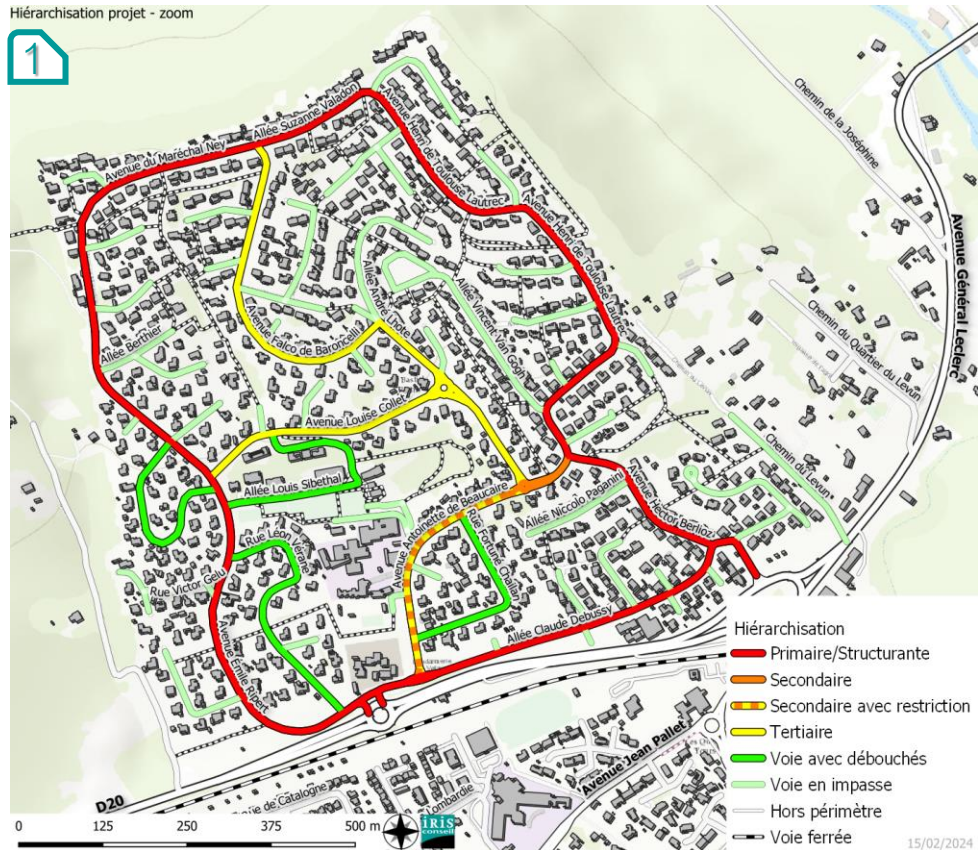 Hiérarchisation projet - zoom
1
Chemin de la Joséphine
Avenue Général Leclerc
Allée Suzanne Valadon
Avenue du Maréchal Ney
Avenue Henri de Toulouse Lautrec
Avenue Henri de Toulouse Lautrec
Allée André Lhote
Allée Vincent Van Gogh
Avenue Falco de Baroncelli
Allée Berthier
Chemin du Quartier du Levun
Avenue Louise Collet
Chemin du Levun
Allée Louis Sibethal
Avenue Antoinette de Beaucaire
Allée Niccolo Paganini
Avenue Hector Berlioz
Rue Léon Vérane
Rue Fortuné Chailan
Rue Victor Gelu
Allée Claude Debussy
Avenue Emile Ripert
Avenue Jean Pallet
D20
ie de Catalogne
Lombardie
Hiérarchisation
Primaire/Structurante
Secondaire
Secondaire avec restriction
Tertiaire
Voie avec débouchés
Voie en impasse
Hors périmètre
Voie ferrée
0 125 250 375 500 m
iRiS
conseil
15/02/2024